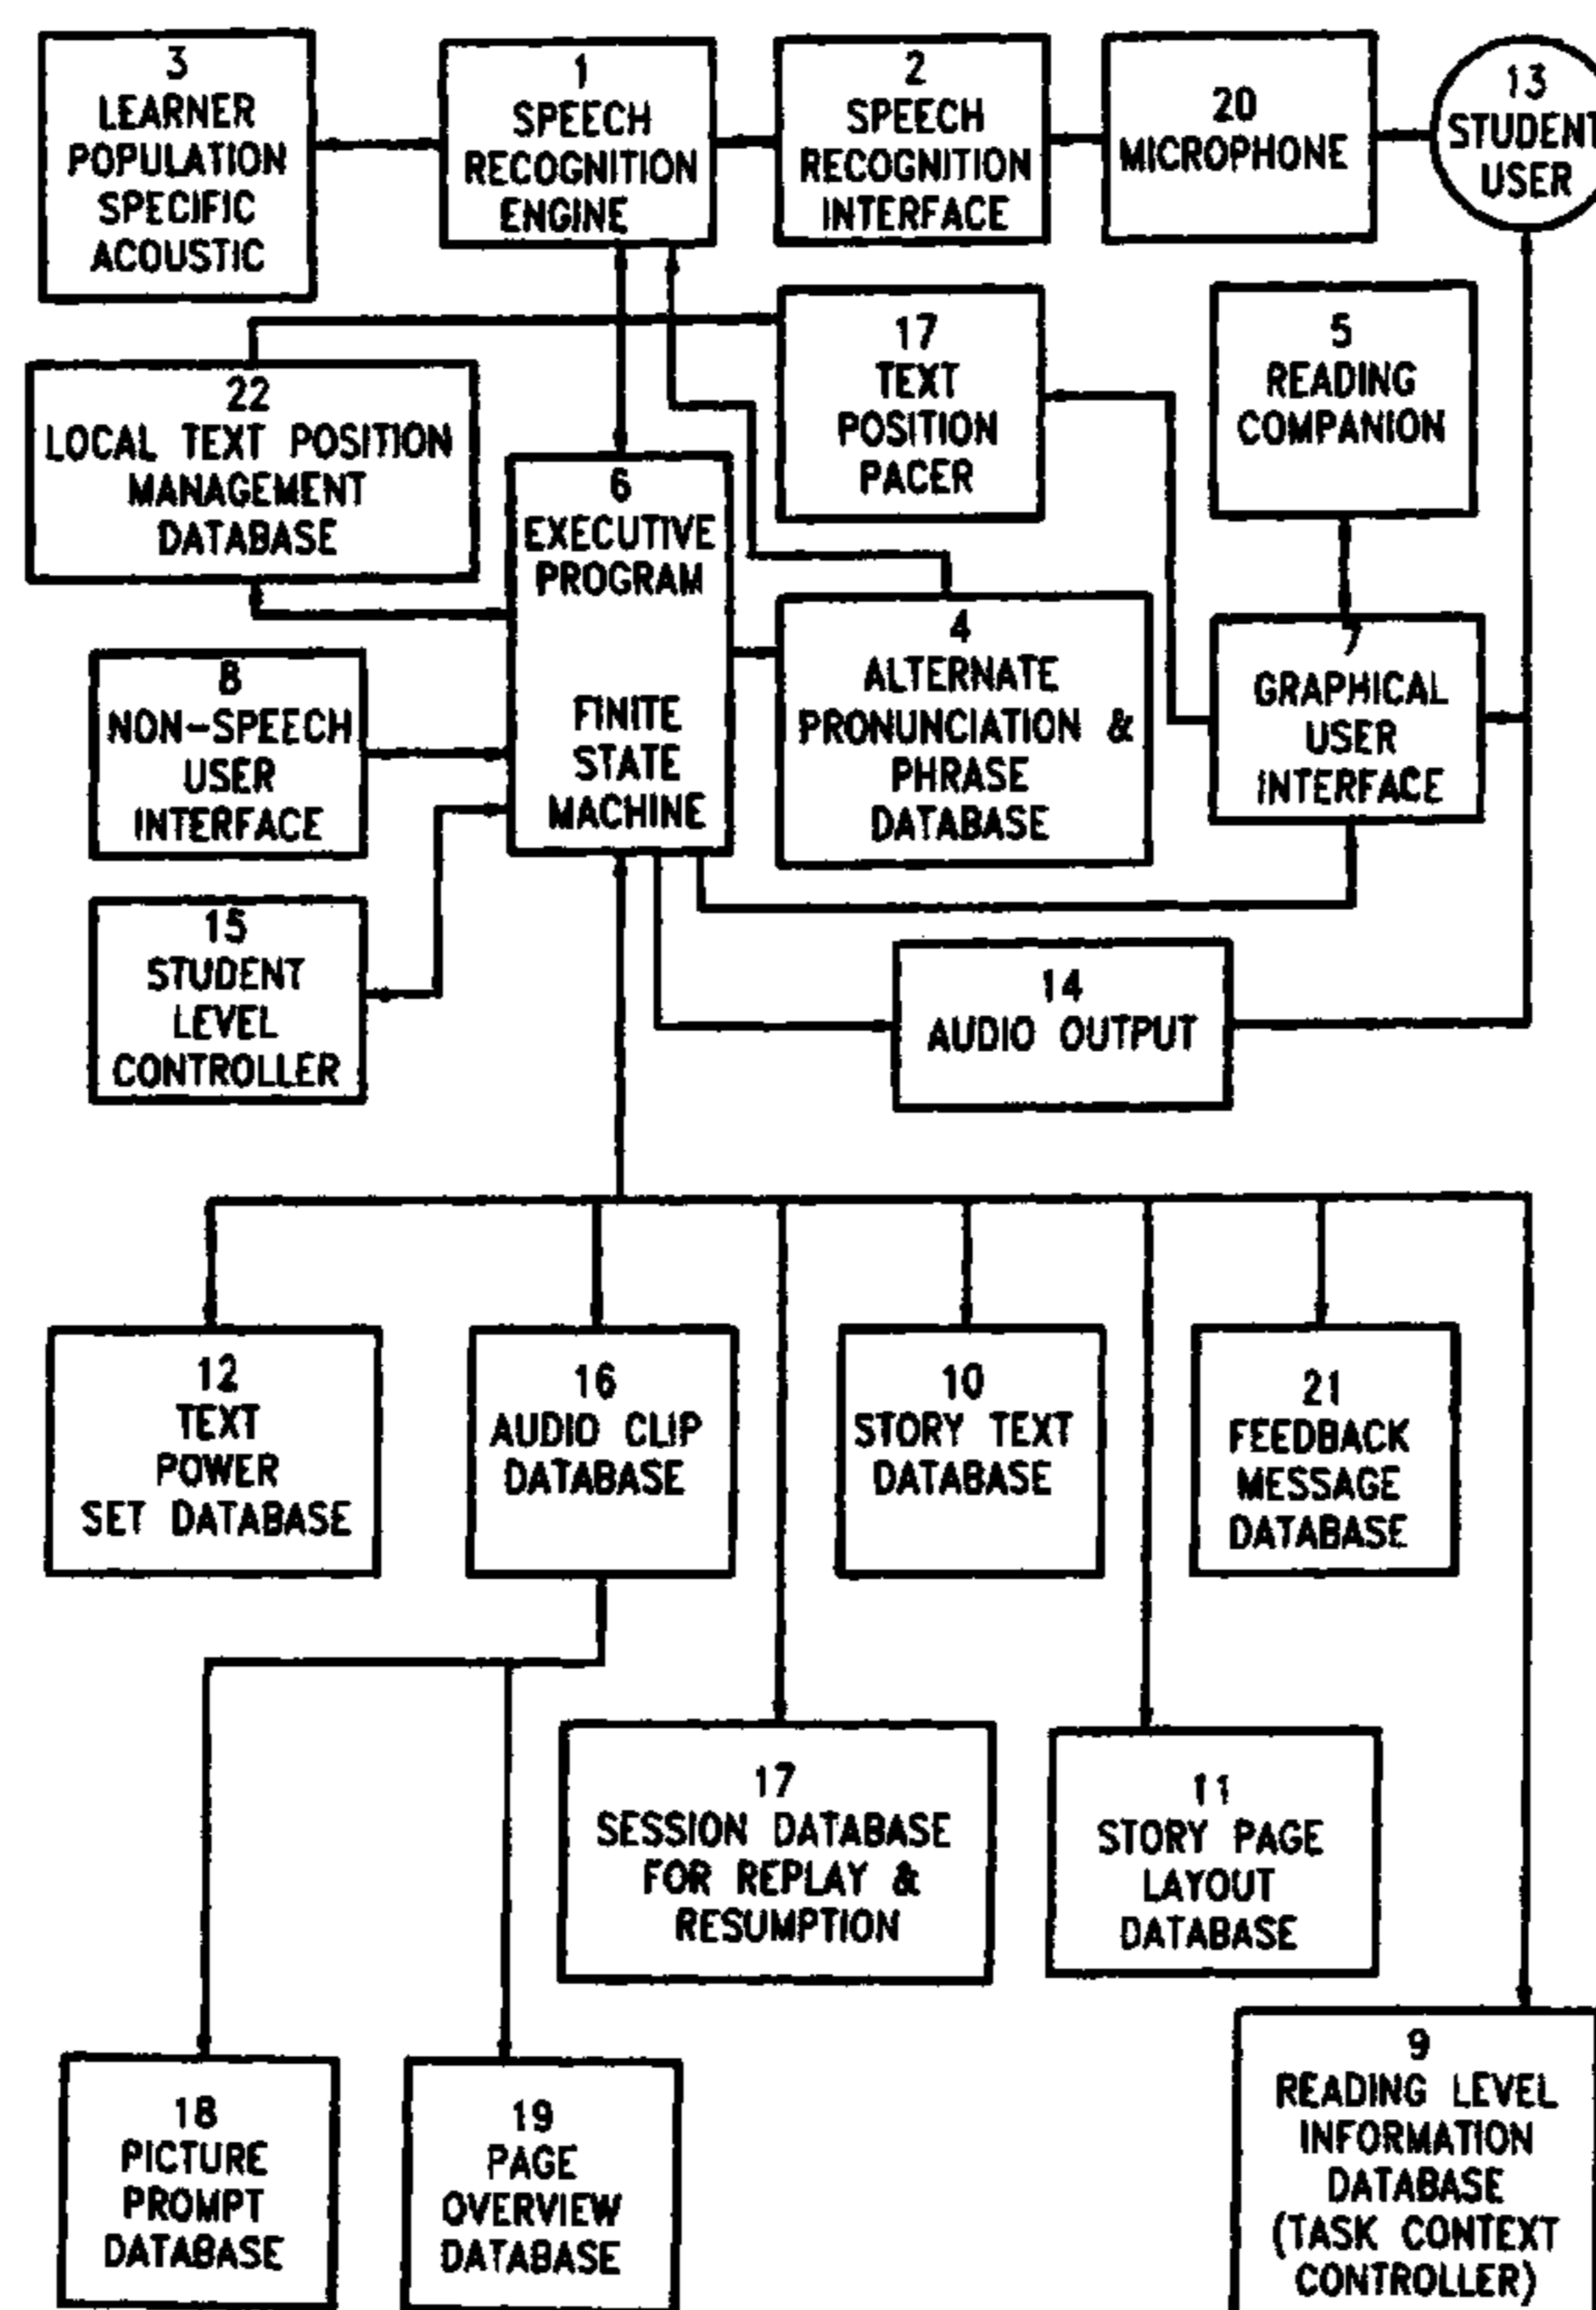 3
LEARNER
POPULATION
SPECIFIC
ACOUSTIC
1
SPEECH
RECOGNITION
ENGINE
2
SPEECH
RECOGNITION
INTERFACE
20
MICROPHONE
13
STUDENT
USER
22
LOCAL TEXT POSITION
MANAGEMENT
DATABASE
17
TEXT
POSITION
PACER
5
READING
COMPANION
6
EXECUTIVE
PROGRAM
FINITE
STATE
MACHINE
8
NON-SPEECH
USER
INTERFACE
4
ALTERNATE
PRONUNCIATION &
PHRASE
DATABASE
7
GRAPHICAL
USER
INTERFACE
15
STUDENT
LEVEL
CONTROLLER
14
AUDIO OUTPUT
12
TEXT
POWER
SET DATABASE
16
AUDIO CLIP
DATABASE
10
STORY TEXT
DATABASE
21
FEEDBACK
MESSAGE
DATABASE
17
SESSION DATABASE
FOR REPLAY &
RESUMPTION
11
STORY PAGE
LAYOUT
DATABASE
18
PICTURE
PROMPT
DATABASE
19
PAGE
OVERVIEW
DATABASE
9
READING LEVEL
INFORMATION
DATABASE
(TASK CONTEXT
CONTROLLER)